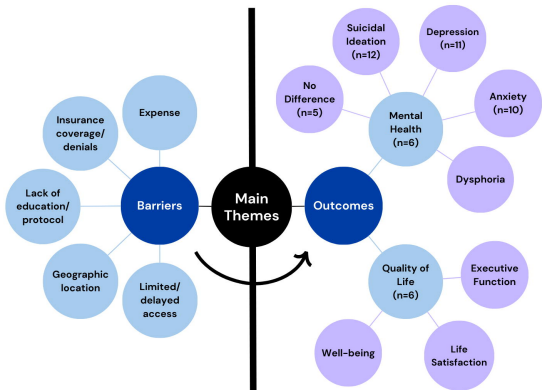 Expense
Insurance
coverage/
denials
Lack of
education/
protocol
Geographic
location
Limited/
delayed
access
Barriers
Main
Themes
Outcomes
Suicidal
Ideation
(n=12)
Depression
(n=11)
No
Difference
(n=5)
Mental
Health
(n=6)
Anxiety
(n=10)
Dysphoria
Quality of
Life
(n=6)
Executive
Function
Well-being
Life
Satisfaction